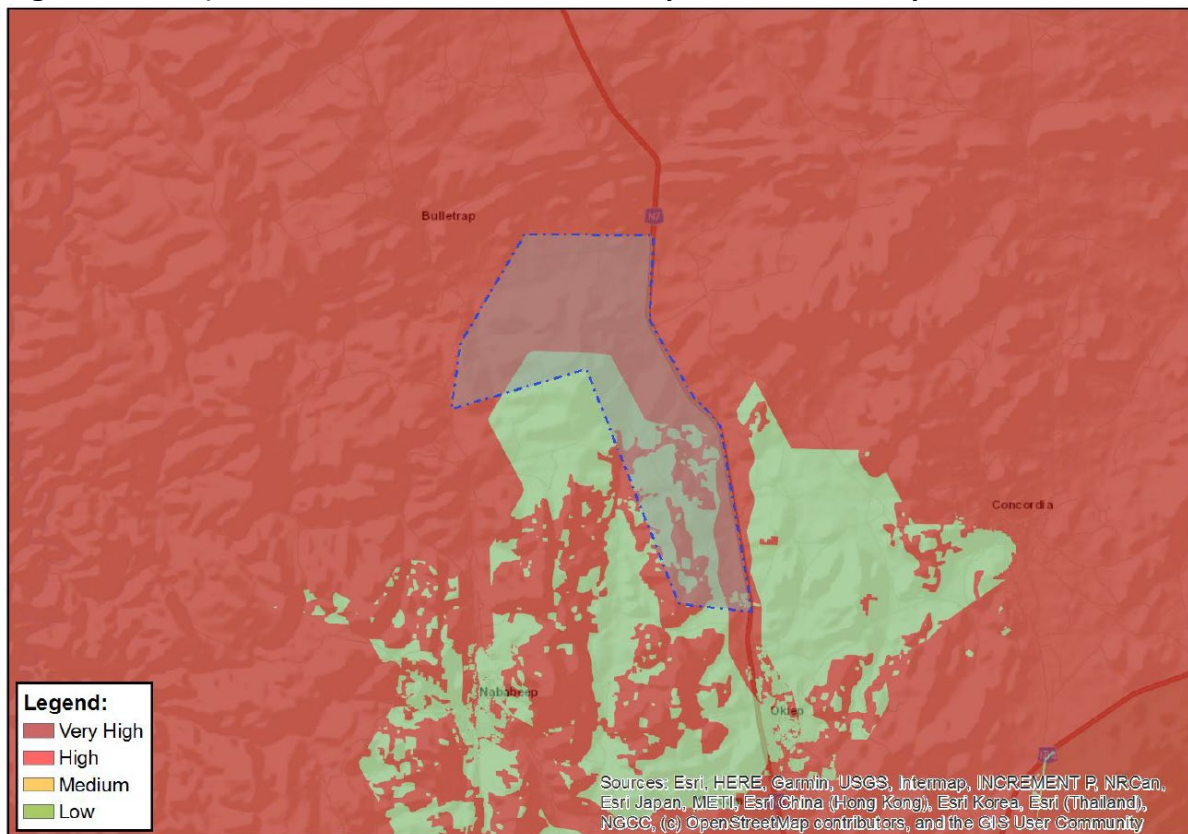 Bulletrap
N7
Concordia
Nababeep
Okiep
Legend:
Very High
High
Medium
Low
Sources: Esri, HERE, Garmin, USGS, Intermap, INCREMENT P, NRCan,
Esri Japan, METI, Esri China (Hong Kong), Esri Korea, Esri (Thailand),
NGCC, (c) OpenStreetMap contributors, and the GIS User Community